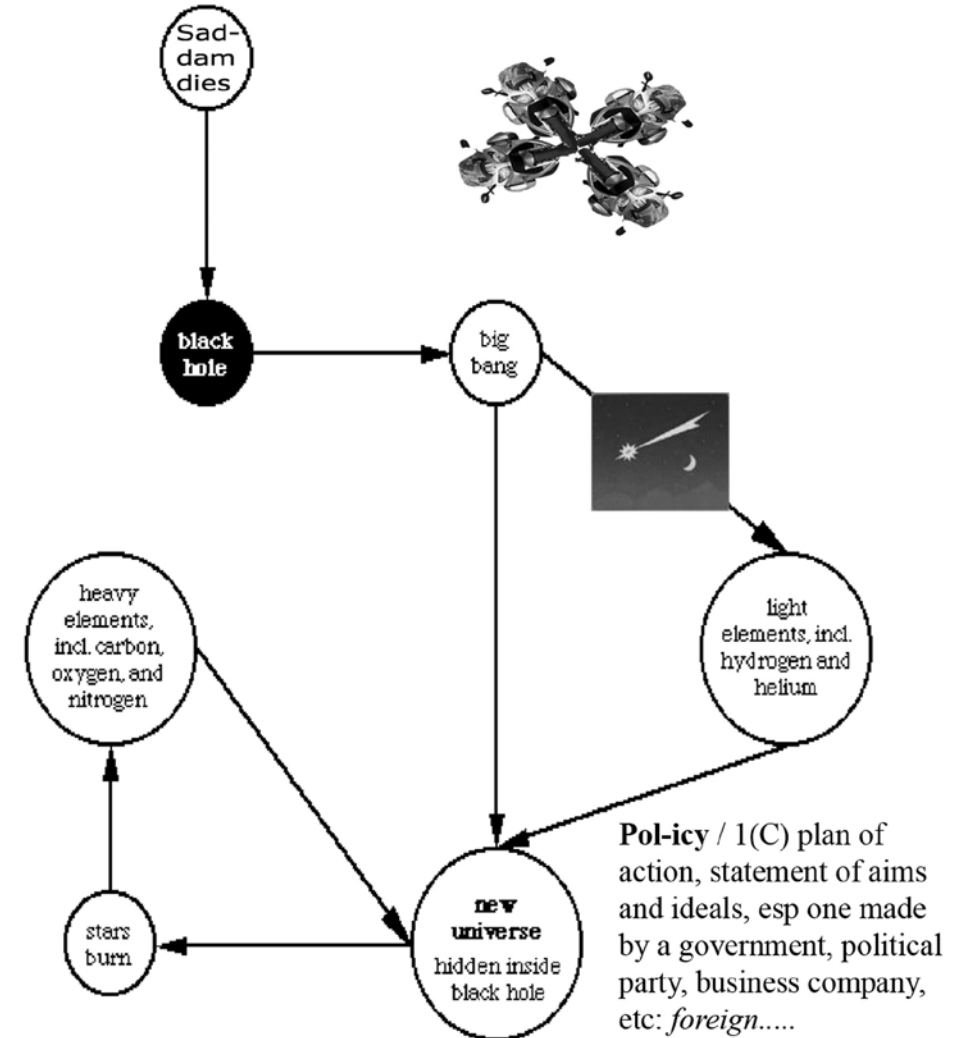 Sad-
dam
dies
black
hole
big
bang
heavy
elements,
incl. carbon,
oxygen, and
nitrogen
light
elements, incl.
hydrogen and
helium
stars
burn
new
universe
hidden inside
black hole
Pol-icy / 1(C) plan of
action, statement of aims
and ideals, esp one made
by a government, political
party, business company,
etc: foreign.....